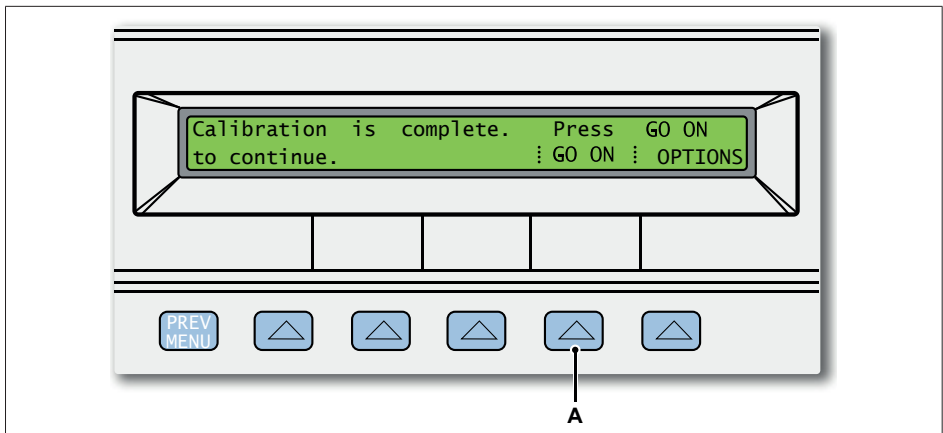 Calibration is complete. Press GO ON
to continue. GO ON OPTIONS
PREV
MENU
A